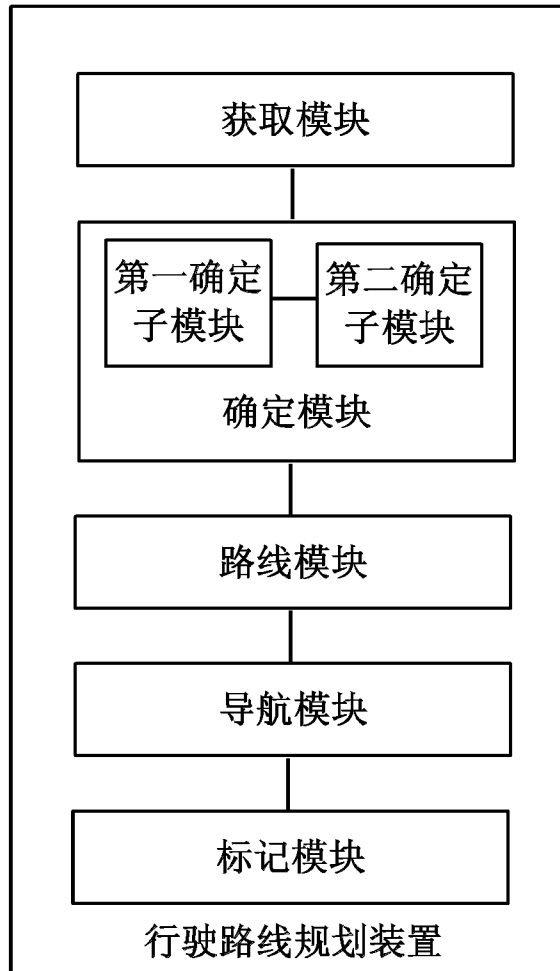 获取模块
第一确定
子模块
第二确定
子模块
确定模块
路线模块
导航模块
标记模块
行驶路线规划装置